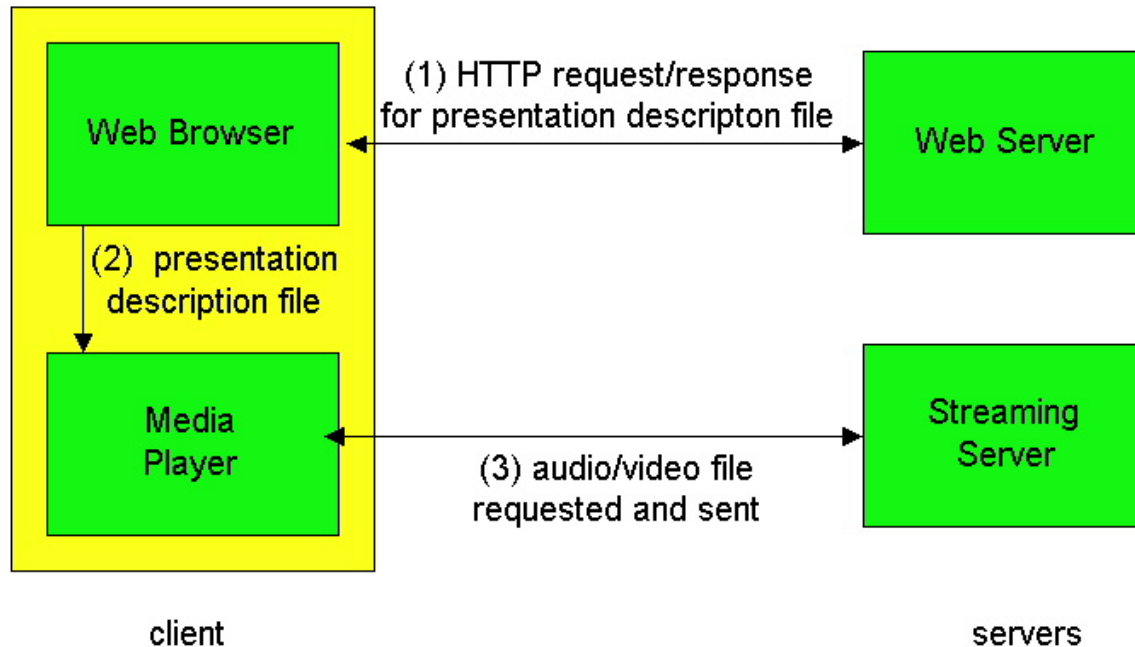 (1) HTTP request/response
for presentation descripton file
Web Browser
Web Server
(2) presentation
description file
Media
Player
Streaming
Server
(3) audio/video file
requested and sent
client
servers